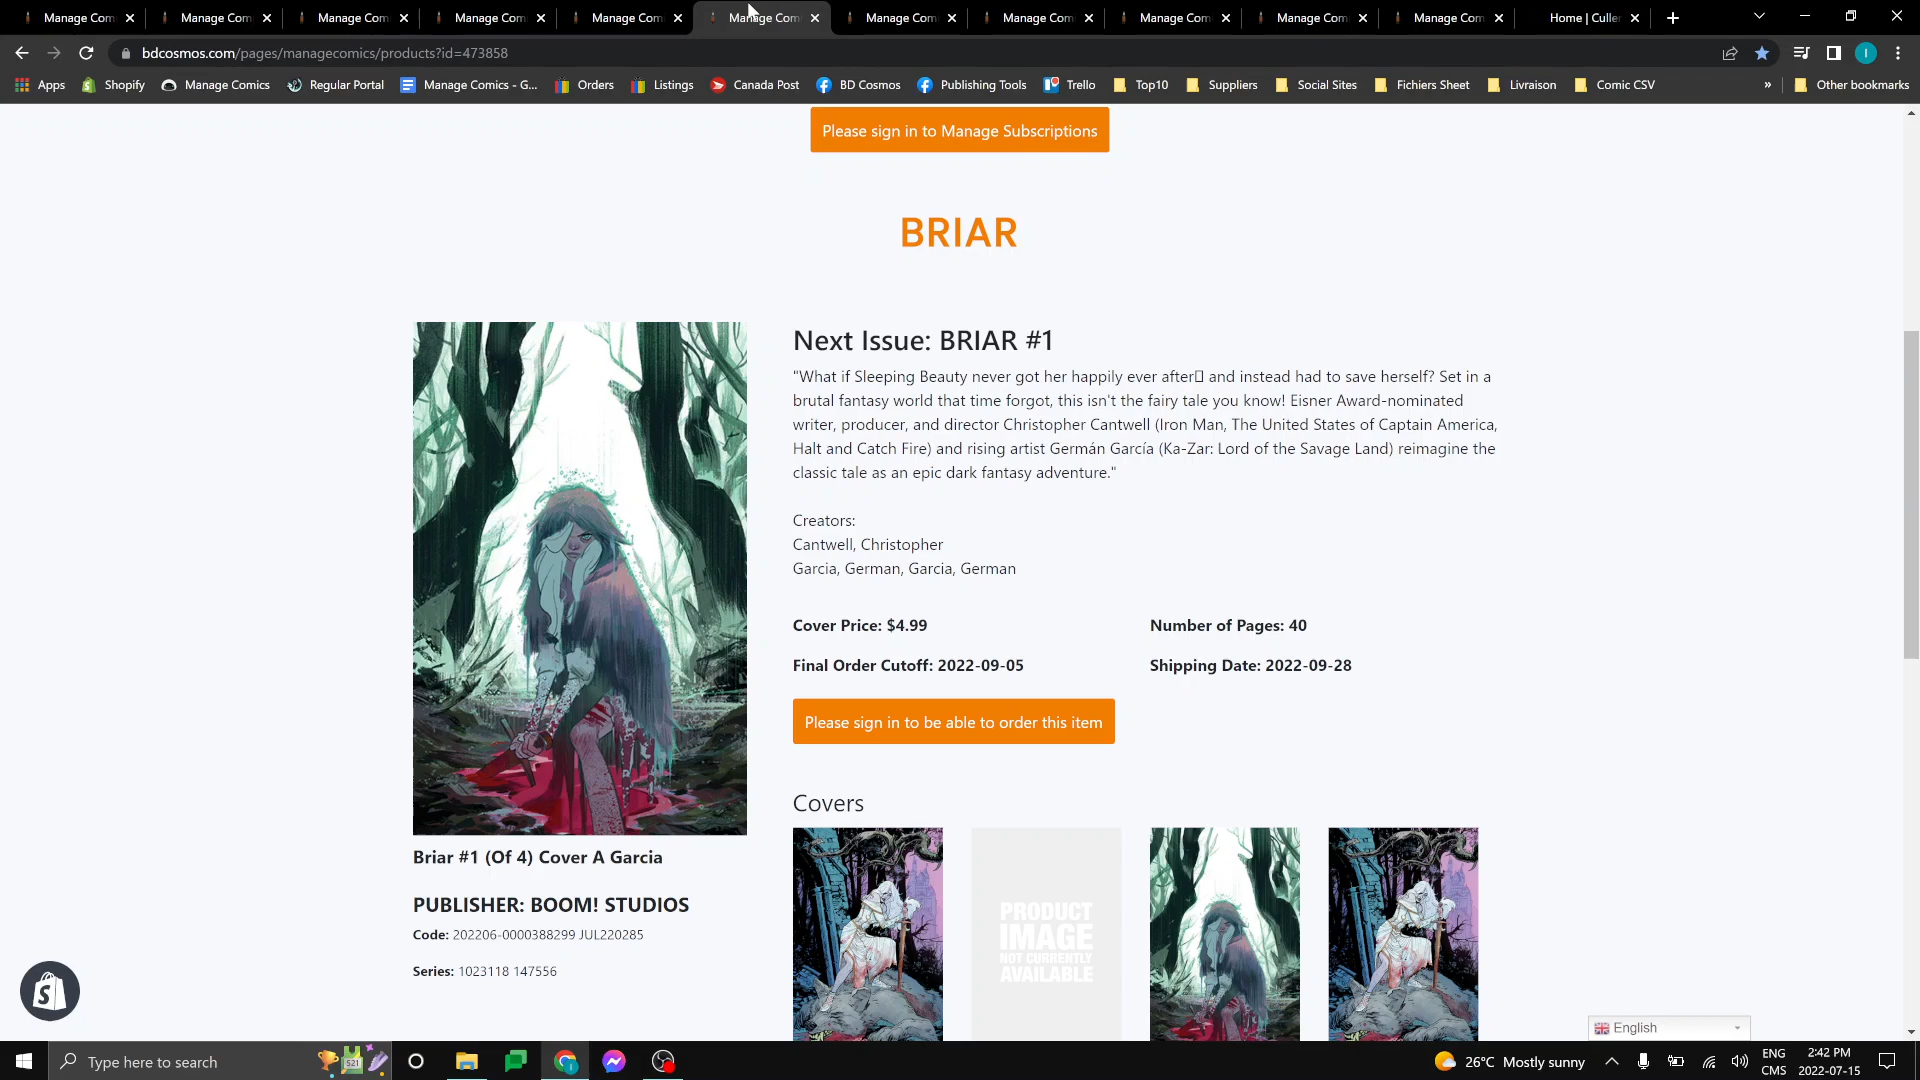 Manage Com
Manage Com
Manage Com
Manage Com
Manage Com
Manage Com
Manage Com
Manage Com
Manage Com
Manage Com
Manage Com
Home | Culler
bdcosmos.com/pages/managecomics/products?id=473858
Apps
Shopify
Manage Comics
Regular Portal
Manage Comics - G...
Orders
Listings
Canada Post
BD Cosmos
Publishing Tools
Trello
Top10
Suppliers
Social Sites
Fichiers Sheet
Livraison
Comic CSV
»
Other bookmarks
Please sign in to Manage Subscriptions
BRIAR
Next Issue: BRIAR #1
"What if Sleeping Beauty never got her happily ever after▯ and instead had to save herself? Set in a
brutal fantasy world that time forgot, this isn't the fairy tale you know! Eisner Award-nominated
writer, producer, and director Christopher Cantwell (Iron Man, The United States of Captain America,
Halt and Catch Fire) and rising artist Germán García (Ka-Zar: Lord of the Savage Land) reimagine the
classic tale as an epic dark fantasy adventure."
Creators:
Cantwell, Christopher
Garcia, German, Garcia, German
Cover Price: $4.99
Number of Pages: 40
Final Order Cutoff: 2022-09-05
Shipping Date: 2022-09-28
Please sign in to be able to order this item
Covers
PRODUCT
IMAGE
NOT CURRENTLY
AVAILABLE
Briar #1 (Of 4) Cover A Garcia
PUBLISHER: BOOM! STUDIOS
Code: 202206-0000388299 JUL220285
Series: 1023118 147556
English
Type here to search
521
26°C Mostly sunny
ENG
CMS
2:42 PM
2022-07-15